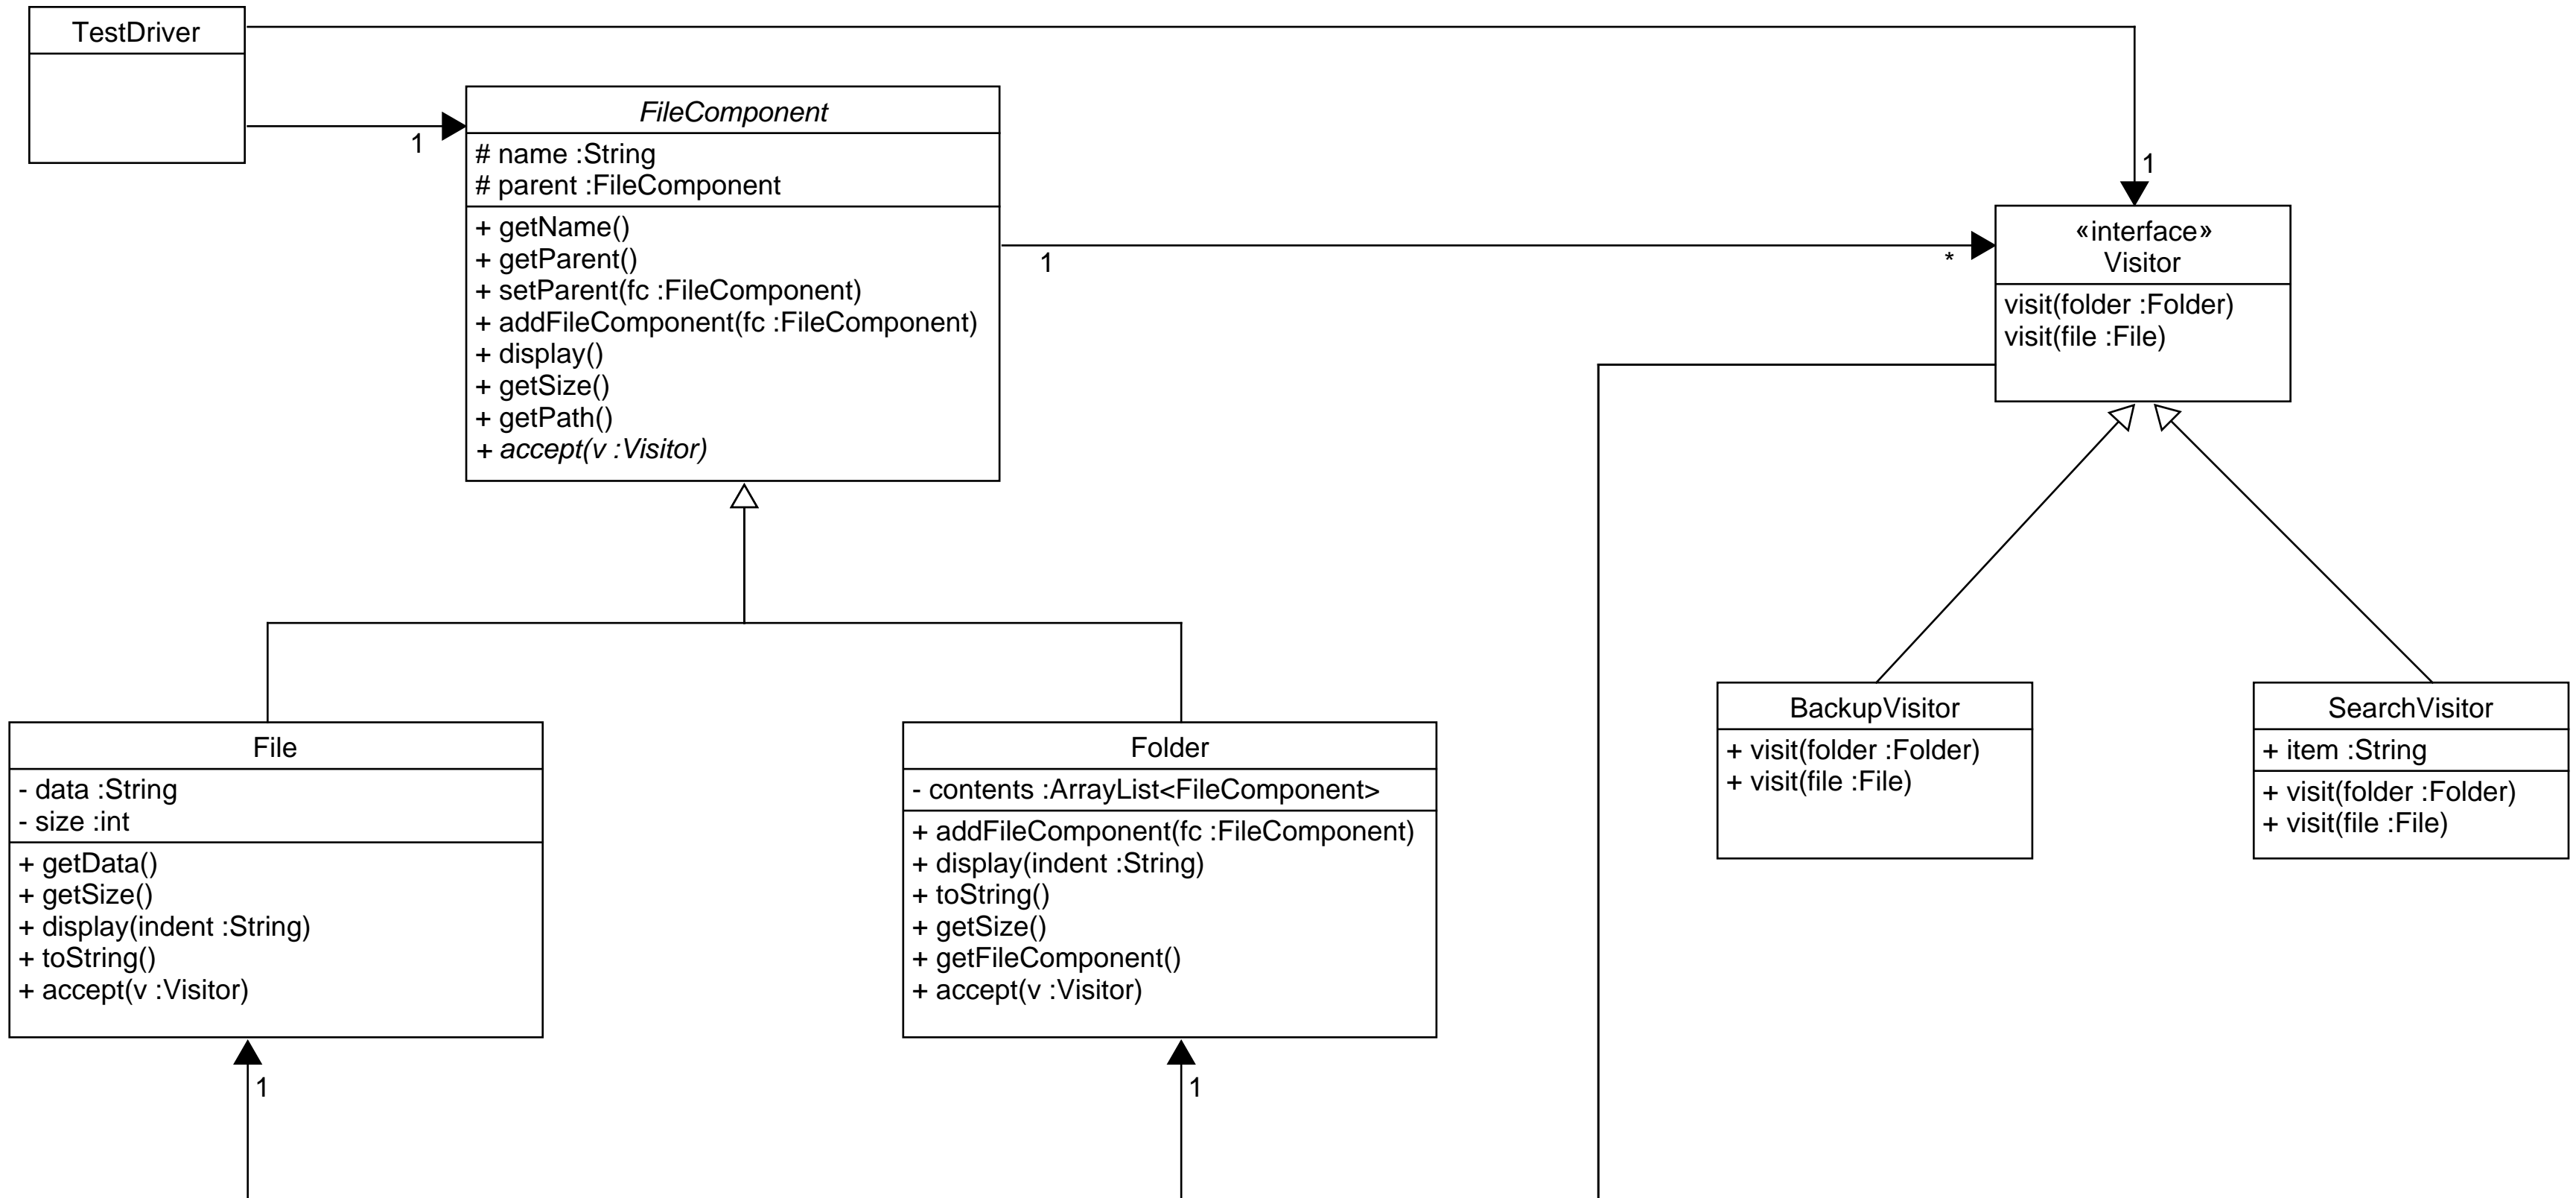 TestDriver
1
FileComponent
# name :String
# parent :FileComponent
+ getName()
+ getParent()
+ setParent(fc :FileComponent)
+ addFileComponent(fc :FileComponent)
+ display()
+ getSize()
+ getPath()
+ accept(v :Visitor)
1
*
1
«interface»
Visitor
visit(folder :Folder)
visit(file :File)
File
- data :String
- size :int
+ getData()
+ getSize()
+ display(indent :String)
+ toString()
+ accept(v :Visitor)
1
Folder
- contents :ArrayList<FileComponent>
+ addFileComponent(fc :FileComponent)
+ display(indent :String)
+ toString()
+ getSize()
+ getFileComponent()
+ accept(v :Visitor)
1
BackupVisitor
+ visit(folder :Folder)
+ visit(file :File)
SearchVisitor
+ item :String
+ visit(folder :Folder)
+ visit(file :File)